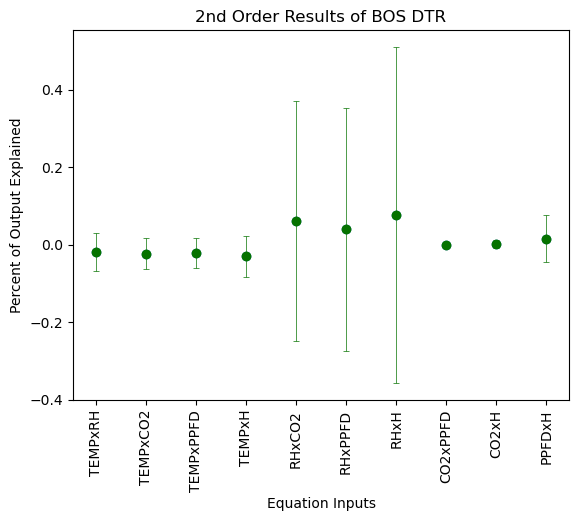 2nd Order Results of BOS DTR
Percent of Output Explained
0.4
0.2
0.0
−0.2
−0.4
TEMPxRH
TEMPxCO2
TEMPxPPFD
TEMPxH
RHxCO2
RHxPPFD
RHxH
CO2xPPFD
CO2xH
PPFDxH
Equation Inputs